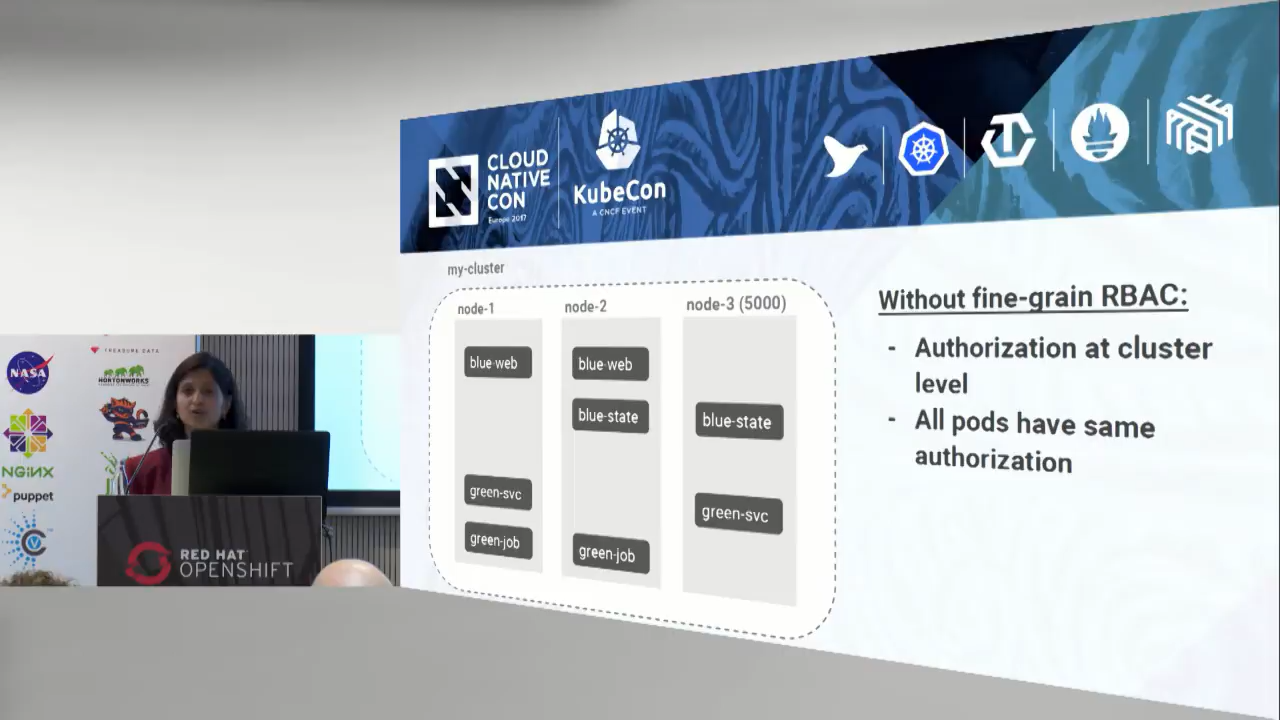 CLOUD
NATIVE
CON
Europe 2017
KubeCon
A CNCF EVENT
my-cluster
node-1
node-2
node-3 (5000)
blue-web
blue-web
blue-state
blue-state
green-svc
green-svc
green-job
green-job
Without fine-grain RBAC:
- Authorization at cluster
level
- All pods have same
authorization
TREASURE DATA
NASA
HORTONWORKS
NGINX
puppet
RED HAT
OPENSHIFT